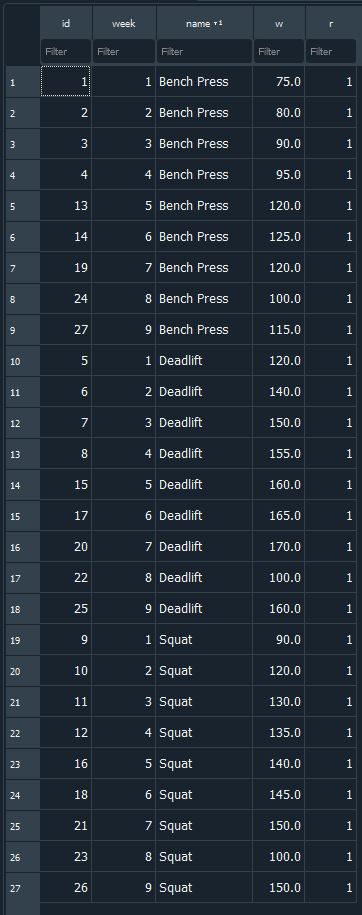 id week name ▾1 w r
Filter Filter Filter Filter Filter
1 1 1 Bench Press 75.0 1
2 2 2 Bench Press 80.0 1
3 3 3 Bench Press 90.0 1
4 4 4 Bench Press 95.0 1
5 13 5 Bench Press 120.0 1
6 14 6 Bench Press 125.0 1
7 19 7 Bench Press 120.0 1
8 24 8 Bench Press 100.0 1
9 27 9 Bench Press 115.0 1
10 5 1 Deadlift 120.0 1
11 6 2 Deadlift 140.0 1
12 7 3 Deadlift 150.0 1
13 8 4 Deadlift 155.0 1
14 15 5 Deadlift 160.0 1
15 17 6 Deadlift 165.0 1
16 20 7 Deadlift 170.0 1
17 22 8 Deadlift 100.0 1
18 25 9 Deadlift 160.0 1
19 9 1 Squat 90.0 1
20 10 2 Squat 120.0 1
21 11 3 Squat 130.0 1
22 12 4 Squat 135.0 1
23 16 5 Squat 140.0 1
24 18 6 Squat 145.0 1
25 21 7 Squat 150.0 1
26 23 8 Squat 100.0 1
27 26 9 Squat 150.0 1